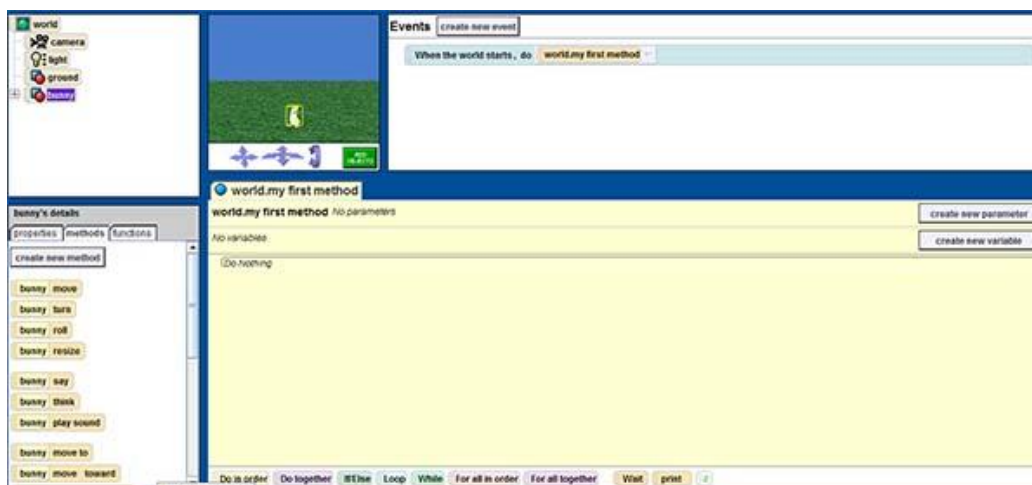 world
camera
light
ground
bunny
Events create new event
When the world starts, do world.my first method
ADD OBJECTS
world.my first method
world.my first method No parameters
create new parameter
No variables
create new variable
(Do Nothing
bunny's details
properties methods functions
create new method
bunny move
bunny turn
bunny roll
bunny resize
bunny say
bunny think
bunny play sound
bunny move to
bunny move toward
Do in order Do together If/Else Loop While For all in order For all together Wait print